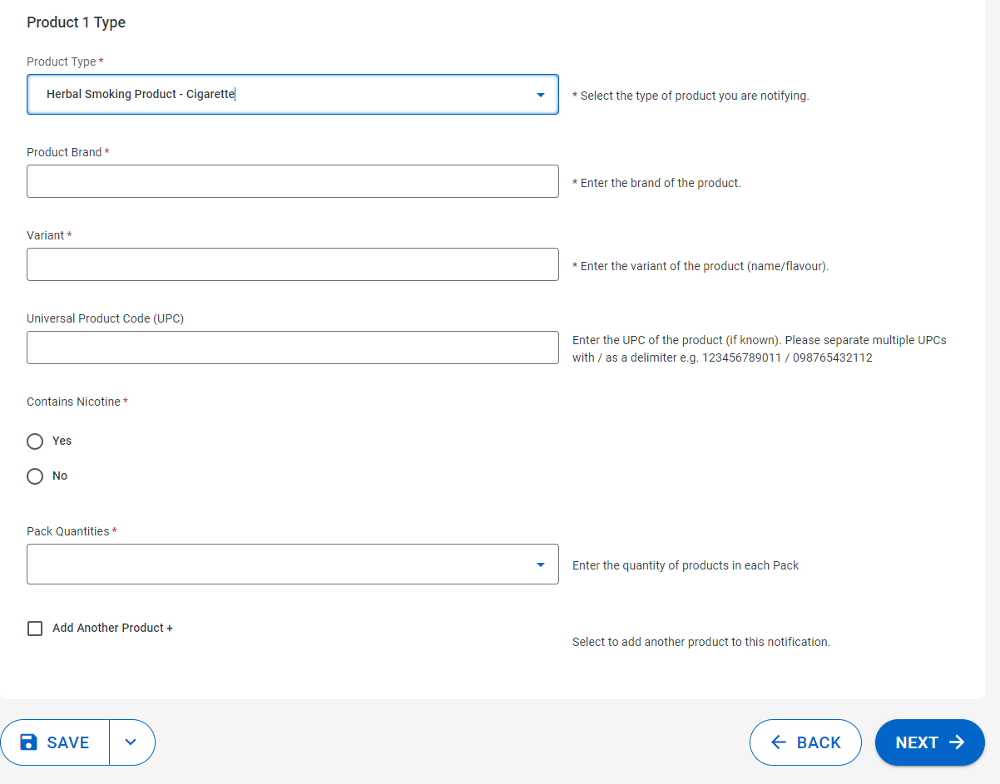 Product 1 Type
Product Type *
Herbal Smoking Product - Cigarette
* Select the type of product you are notifying.
Product Brand *
* Enter the brand of the product.
Variant *
* Enter the variant of the product (name/flavour).
Universal Product Code (UPC)
Enter the UPC of the product (if known). Please separate multiple UPCs
with / as a delimiter e.g. 123456789011 / 098765432112
Contains Nicotine *
Yes
No
Pack Quantities *
Enter the quantity of products in each Pack
Add Another Product +
Select to add another product to this notification.
SAVE
BACK
NEXT